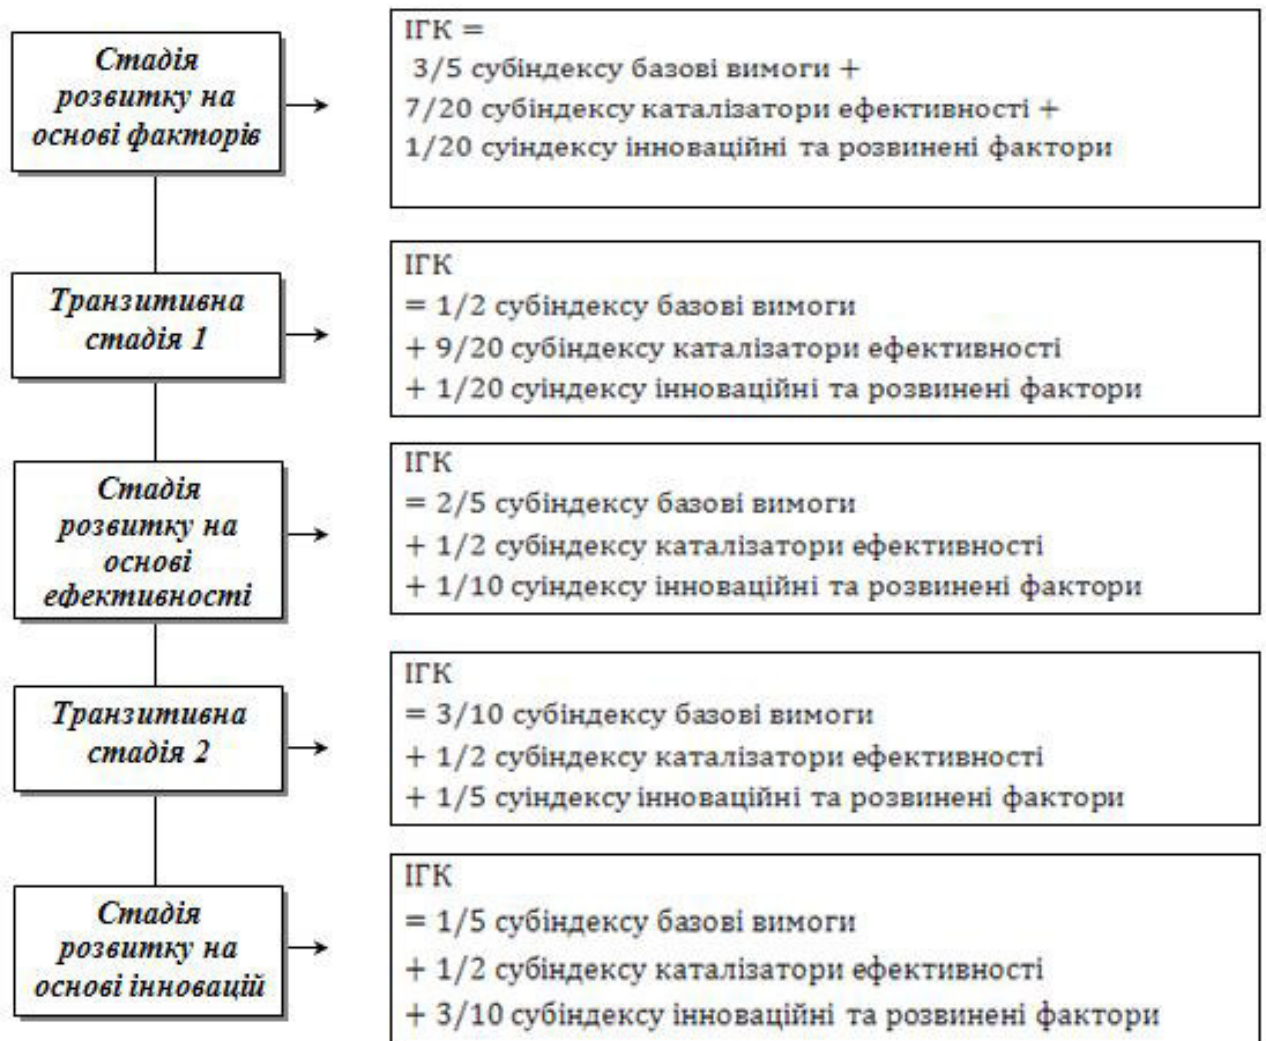 Стадія
розвитку на
основі факторів
ІГК =
3/5 субіндексу базові вимоги +
7/20 субіндексу каталізатори ефективності +
1/20 суіндексу інноваційні та розвинені фактори
Транзитивна
стадія 1
ІГК
= 1/2 субіндексу базові вимоги
+ 9/20 субіндексу каталізатори ефективності
+ 1/20 суіндексу інноваційні та розвинені фактори
Стадія
розвитку на
основі
ефективності
ІГК
= 2/5 субіндексу базові вимоги
+ 1/2 субіндексу каталізатори ефективності
+ 1/10 суіндексу інноваційні та розвинені фактори
Транзитивна
стадія 2
ІГК
= 3/10 субіндексу базові вимоги
+ 1/2 субіндексу каталізатори ефективності
+ 1/5 суіндексу інноваційні та розвинені фактори
Стадія
розвитку на
основі інновацій
ІГК
= 1/5 субіндексу базові вимоги
+ 1/2 субіндексу каталізатори ефективності
+ 3/10 субіндексу інноваційні та розвинені фактори